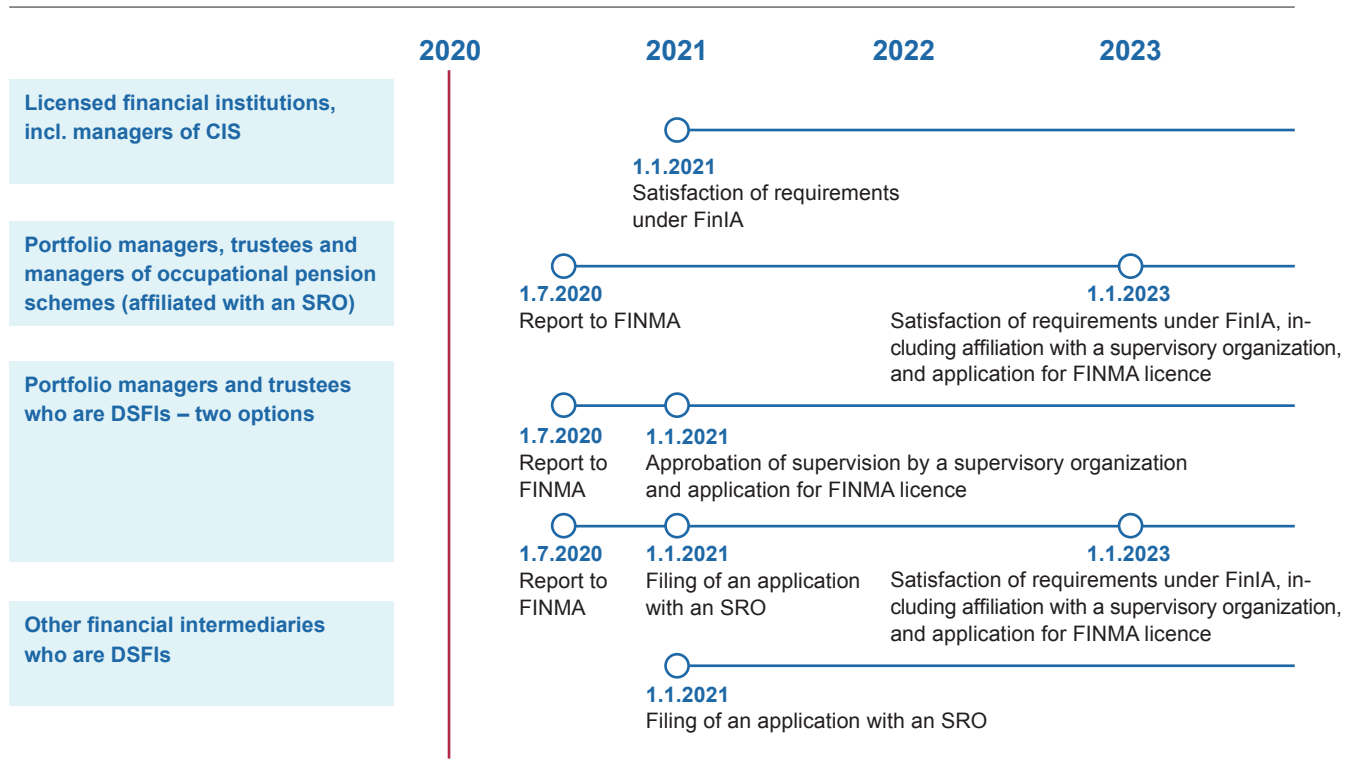 2020 2021 2022 2023
Licensed financial institutions,
incl. managers of CIS
1.1.2021
Satisfaction of requirements
under FinIA
Portfolio managers, trustees and
managers of occupational pension
schemes (affiliated with an SRO)
1.7.2020
Report to FINMA
1.1.2023
Satisfaction of requirements under FinIA, in-
cluding affiliation with a supervisory organization,
and application for FINMA licence
Portfolio managers and trustees
who are DSFIs – two options
1.7.2020
Report to
FINMA
1.1.2021
Approbation of supervision by a supervisory organization
and application for FINMA licence
1.7.2020
Report to
FINMA
1.1.2021
Filing of an application
with an SRO
1.1.2023
Satisfaction of requirements under FinIA, in-
cluding affiliation with a supervisory organization,
and application for FINMA licence
Other financial intermediaries
who are DSFIs
1.1.2021
Filing of an application with an SRO